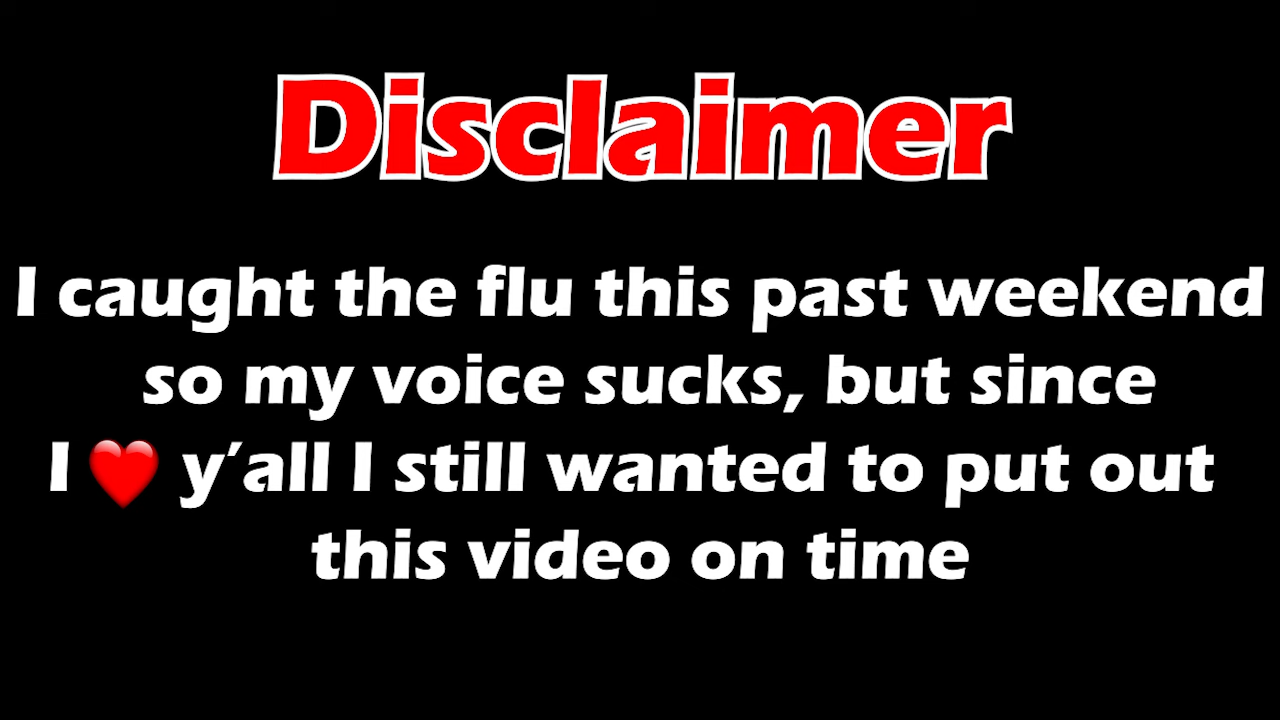 Disclaimer
I caught the flu this past weekend
so my voice sucks, but since
I ❤️ y’all I still wanted to put out
this video on time